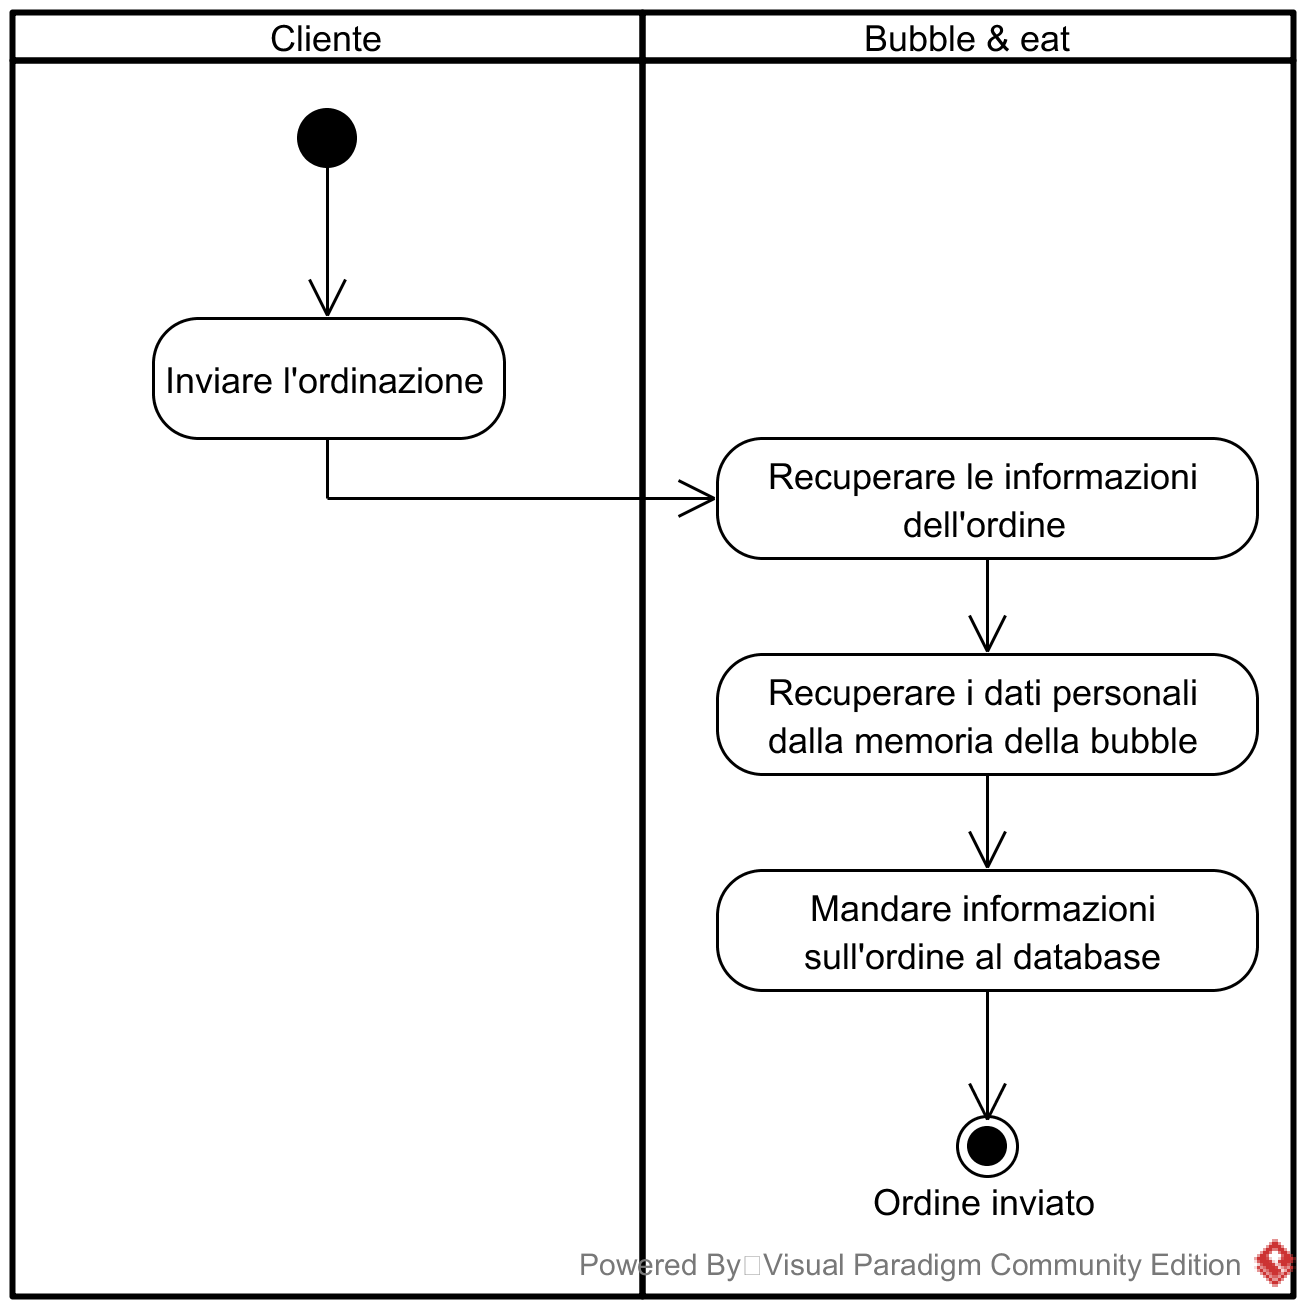 Cliente
Bubble & eat
Inviare l'ordinazione
Recuperare le informazioni
dell'ordine
Recuperare i dati personali
dalla memoria della bubble
Mandare informazioni
sull'ordine al database
Ordine inviato
Powered By Visual Paradigm Community Edition